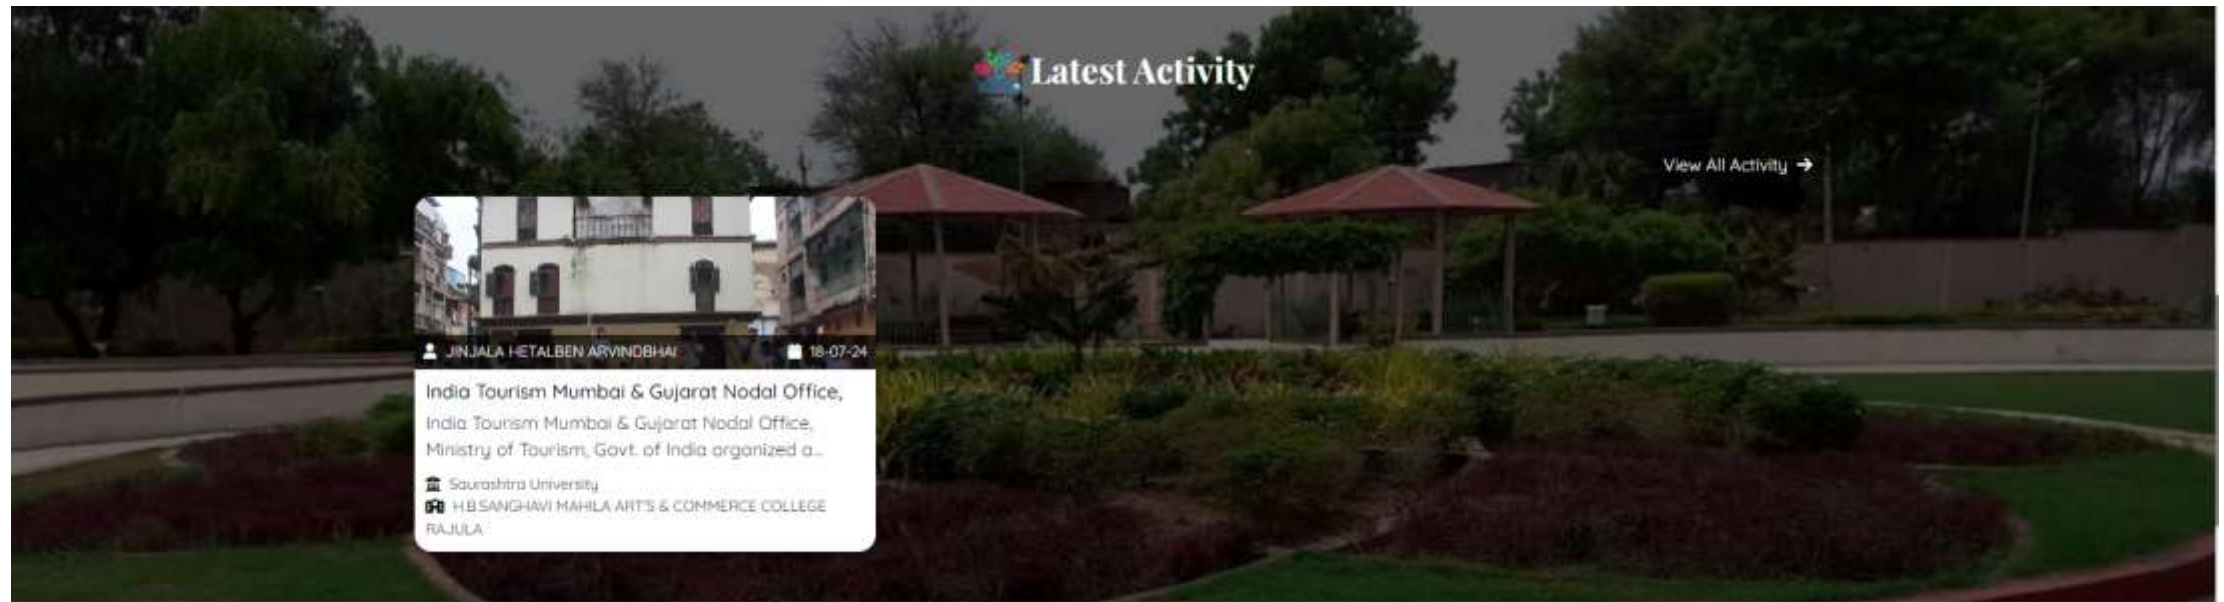 Latest Activity
View All Activity →
JINJALA HETALBEN ARVINDBHAI
18-07-24
India Tourism Mumbai & Gujarat Nodal Office,
India Tourism Mumbai & Gujarat Nodal Office,
Ministry of Tourism, Govt. of India organized a...
Saurashtra University
H.B.SANGHAVI MAHILA ART'S & COMMERCE COLLEGE
RAJULA